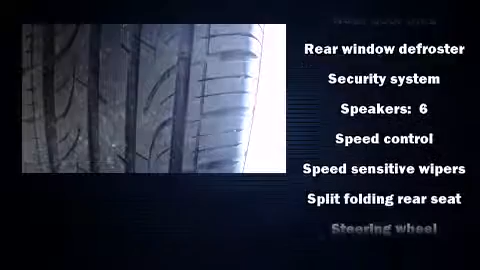 Rear window defroster
Security system
Speakers: 6
Speed control
Speed sensitive wipers
Split folding rear seat
Steering wheel